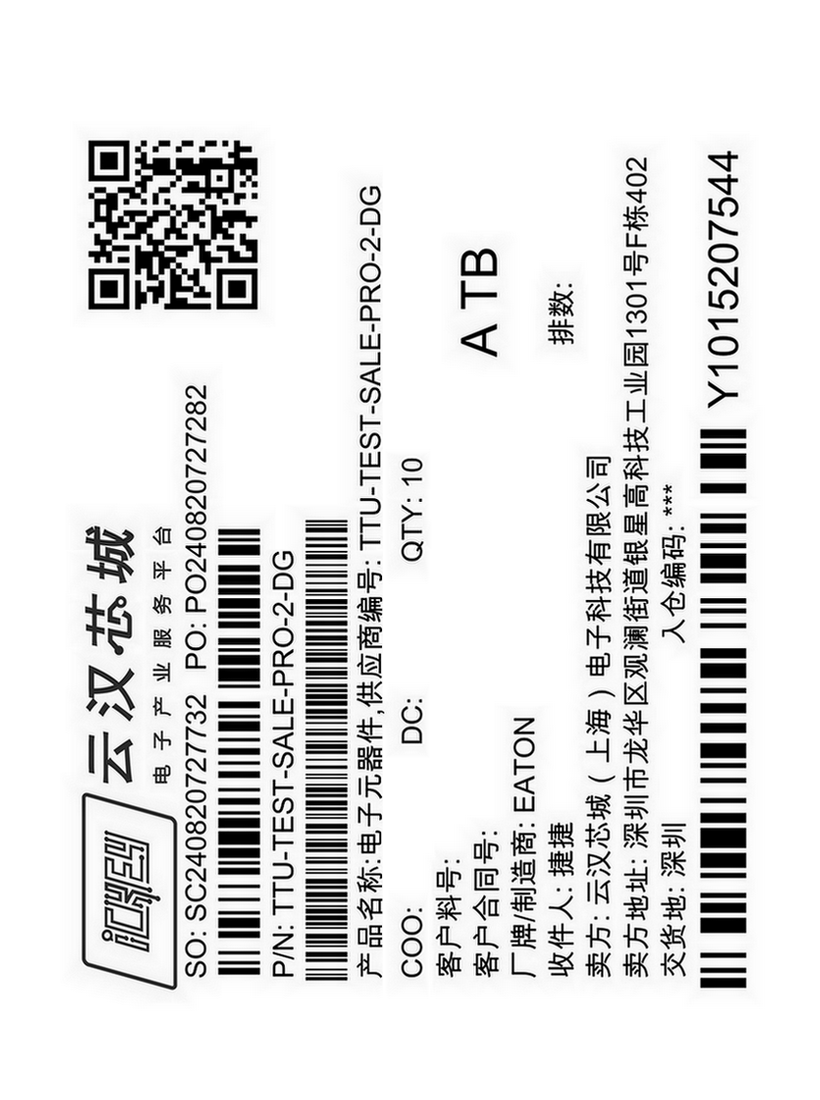 iCKEY 云汉芯城
电子产业服务平台
SO: SC240820727732 PO: PO240820727282
P/N: TTU-TEST-SALE-PRO-2-DG
产品名称:电子元器件,供应商编号: TTU-TEST-SALE-PRO-2-DG
COO: DC: QTY: 10
客户料号:
客户合同号:
A TB
厂牌/制造商: EATON
收件人: 捷捷 排数:
卖方: 云汉芯城（上海）电子科技有限公司
卖方地址: 深圳市龙华区观澜街道银星高科技工业园1301号F栋402
交货地: 深圳 入仓编码: ***
Y1015207544